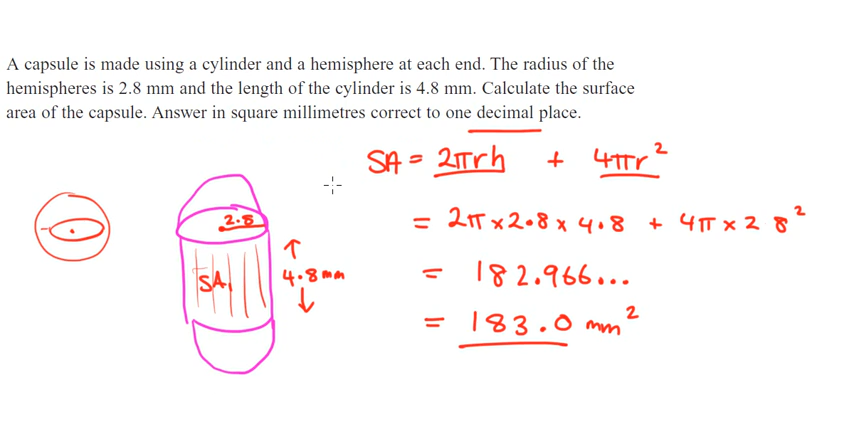 A capsule is made using a cylinder and a hemisphere at each end. The radius of the
hemispheres is 2.8 mm and the length of the cylinder is 4.8 mm. Calculate the surface
area of the capsule. Answer in square millimetres correct to one decimal place.
SA = 2πrh + 4πr²
= 2π × 2.8 × 4.8 + 4π × 2 8²
= 182.966...
= 183.0 mm²
2.8
SA
4.8mm